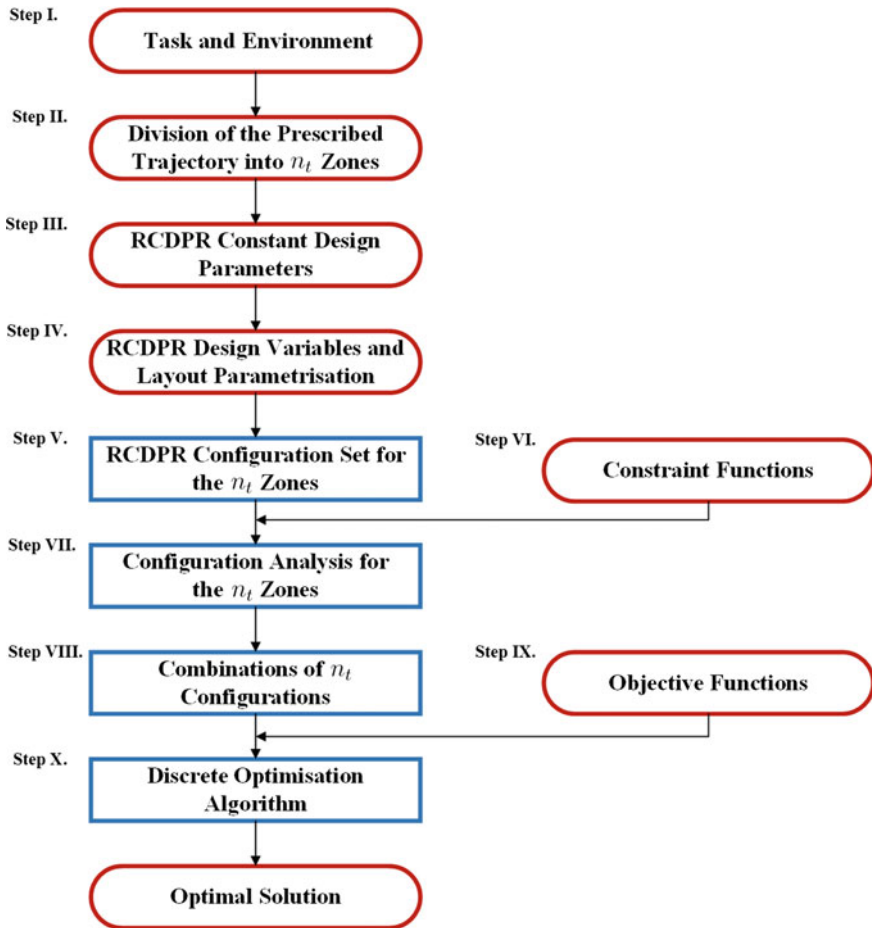 Step I.
Task and Environment
Step II.
Division of the Prescribed
Trajectory into n_t Zones
Step III.
RCDPR Constant Design
Parameters
Step IV.
RCDPR Design Variables and
Layout Parametrisation
Step V.
RCDPR Configuration Set for
the n_t Zones
Step VI.
Constraint Functions
Step VII.
Configuration Analysis for
the n_t Zones
Step VIII.
Combinations of n_t
Configurations
Step IX.
Objective Functions
Step X.
Discrete Optimisation
Algorithm
Optimal Solution